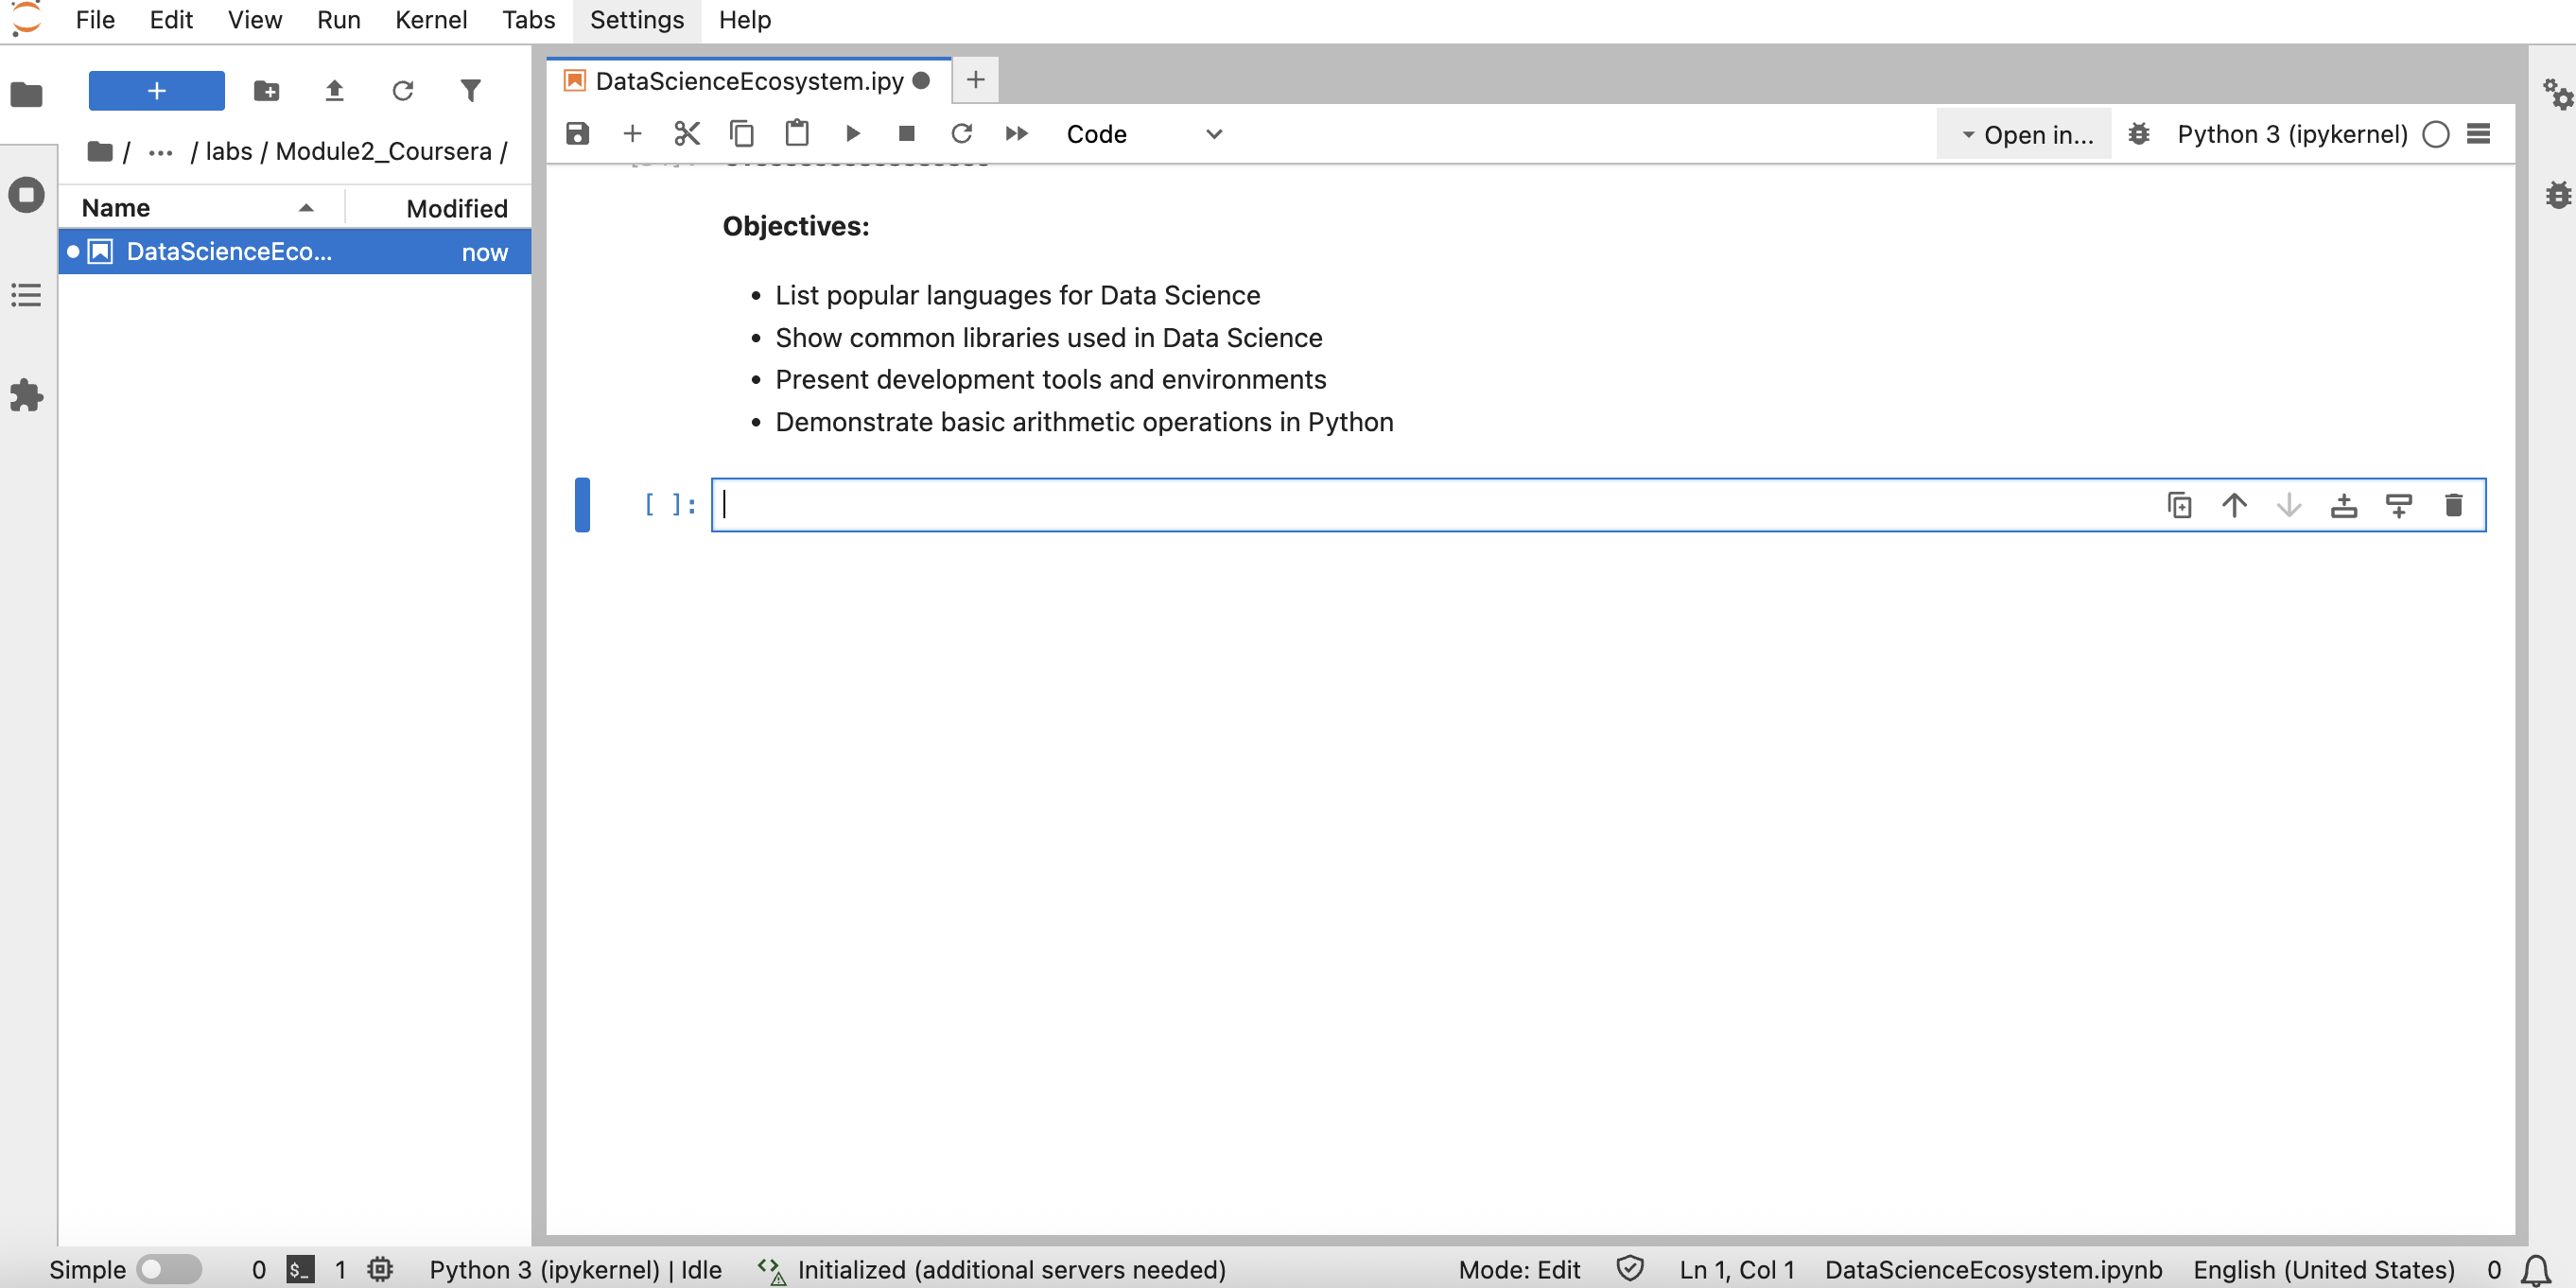 File Edit View Run Kernel Tabs Settings Help
DataScienceEcosystem.ipy
/ ... / labs / Module2_Coursera /
Code
Open in...
Python 3 (ipykernel)
Name Modified
DataScienceEco... now
Objectives:
• List popular languages for Data Science
• Show common libraries used in Data Science
• Present development tools and environments
• Demonstrate basic arithmetic operations in Python
[ ]:
Simple 0 $_ 1 Python 3 (ipykernel) | Idle Initialized (additional servers needed) Mode: Edit Ln 1, Col 1 DataScienceEcosystem.ipynb English (United States) 0